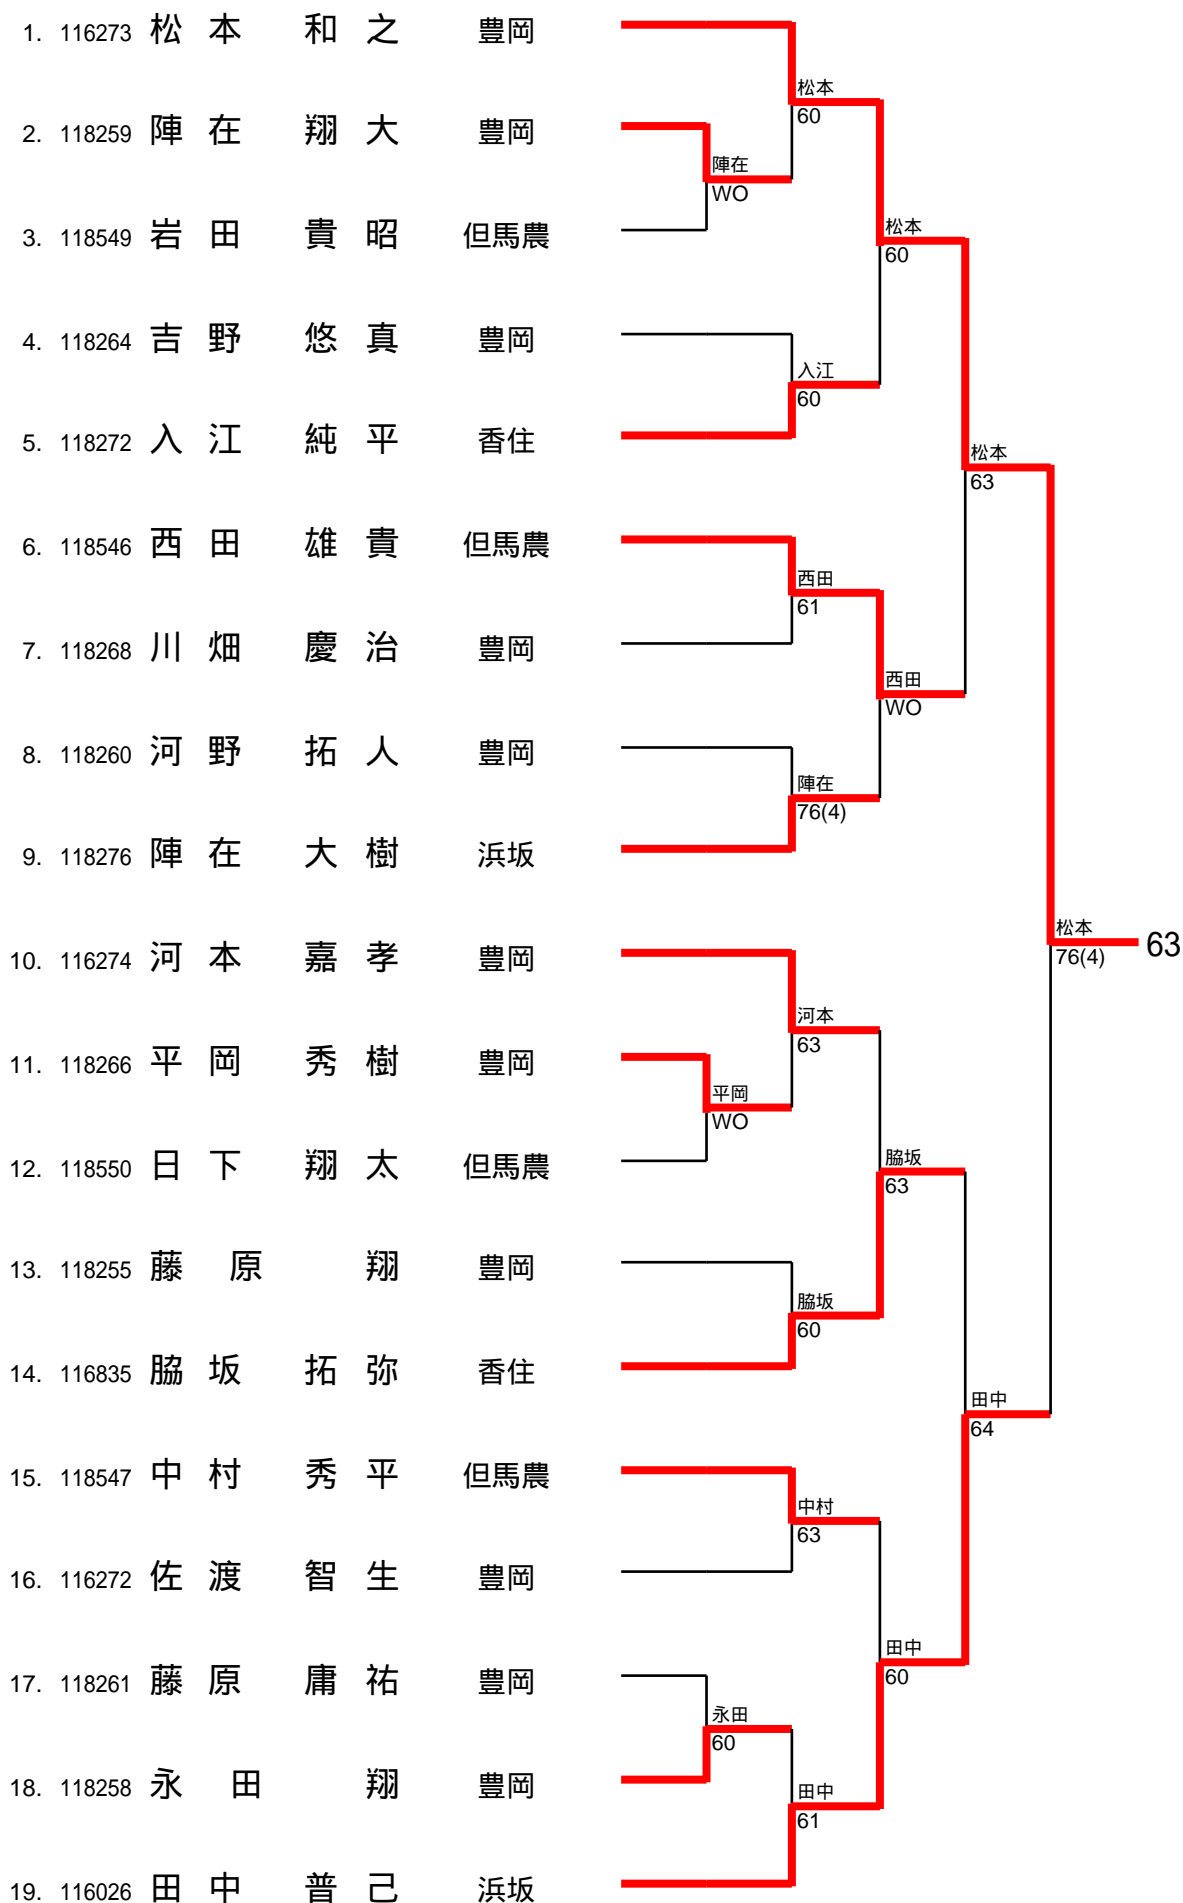 1. 116273 松本 和之 豊岡
松本
60
2. 118259 陣在 翔大 豊岡
陣在
WO
3. 118549 岩田 貴昭 但馬農
松本
60
4. 118264 吉野 悠真 豊岡
入江
60
5. 118272 入江 純平 香住
松本
63
6. 118546 西田 雄貴 但馬農
西田
61
7. 118268 川畑 慶治 豊岡
西田
WO
8. 118260 河野 拓人 豊岡
陣在
76(4)
9. 118276 陣在 大樹 浜坂
松本
76(4)
63
10. 116274 河本 嘉孝 豊岡
河本
63
11. 118266 平岡 秀樹 豊岡
平岡
WO
12. 118550 日下 翔太 但馬農
脇坂
63
13. 118255 藤原 翔 豊岡
脇坂
60
14. 116835 脇坂 拓弥 香住
田中
64
15. 118547 中村 秀平 但馬農
中村
63
16. 116272 佐渡 智生 豊岡
田中
60
17. 118261 藤原 庸祐 豊岡
永田
60
18. 118258 永田 翔 豊岡
田中
61
19. 116026 田中 普己 浜坂